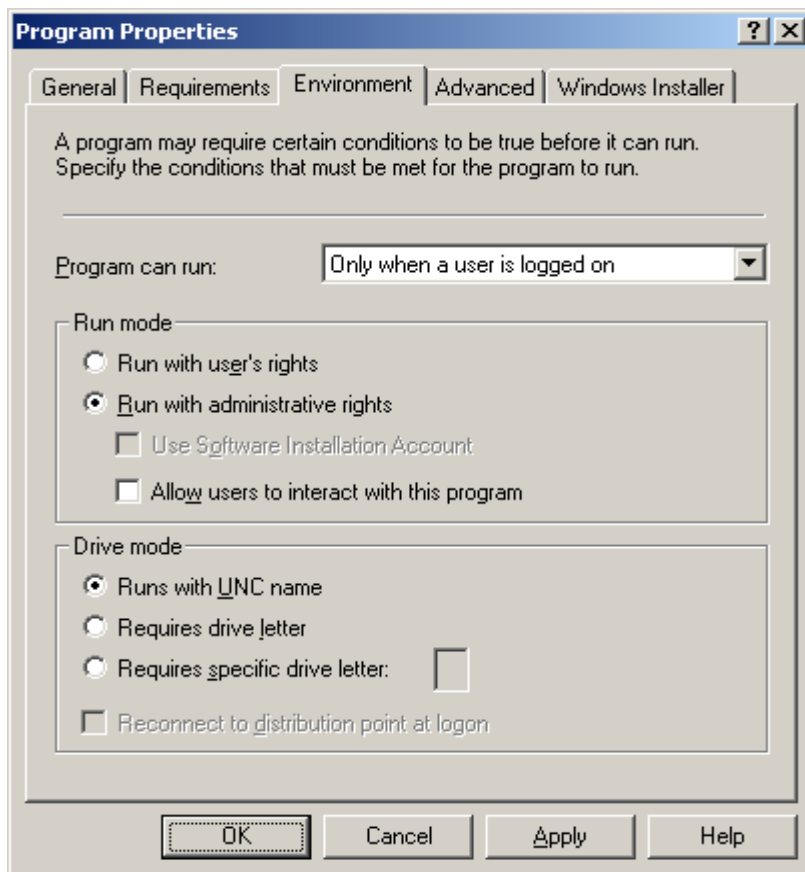 Program Properties
General Requirements Environment Advanced Windows Installer
A program may require certain conditions to be true before it can run.
Specify the conditions that must be met for the program to run.
Program can run: Only when a user is logged on
Run mode
Run with user's rights
Run with administrative rights
Use Software Installation Account
Allow users to interact with this program
Drive mode
Runs with UNC name
Requires drive letter
Requires specific drive letter:
Reconnect to distribution point at logon
OK Cancel Apply Help